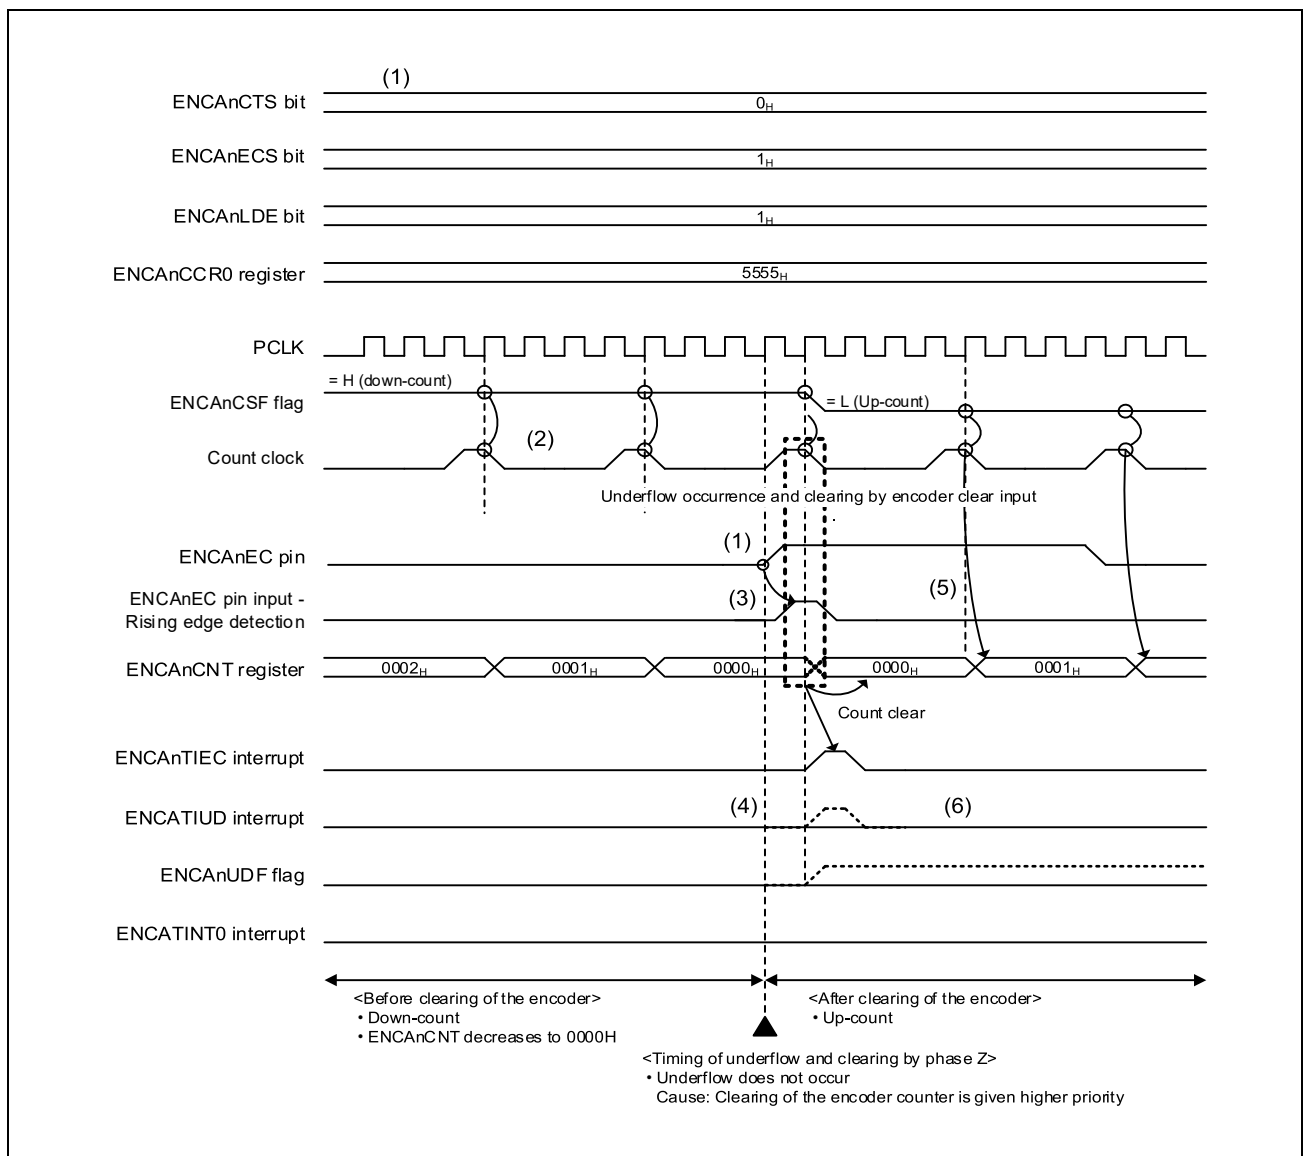 (1)
ENCAnCTS bit
0H
ENCAnECS bit
1H
ENCAnLDE bit
1H
ENCAnCCR0 register
5555H
PCLK
= H (down-count)
ENCAnCSF flag
= L (Up-count)
(2)
Count clock
Underflow occurrence and clearing by encoder clear input
ENCAnEC pin
(1)
ENCAnEC pin input -
Rising edge detection
(3)
(5)
ENCAnCNT register
0002H
0001H
0000H
0000H
0001H
Count clear
ENCAnTIEC interrupt
ENCATIUD interrupt
(4)
(6)
ENCAnUDF flag
ENCATINT0 interrupt
<Before clearing of the encoder>
• Down-count
• ENCAnCNT decreases to 0000H
<After clearing of the encoder>
• Up-count
<Timing of underflow and clearing by phase Z>
• Underflow does not occur
Cause: Clearing of the encoder counter is given higher priority